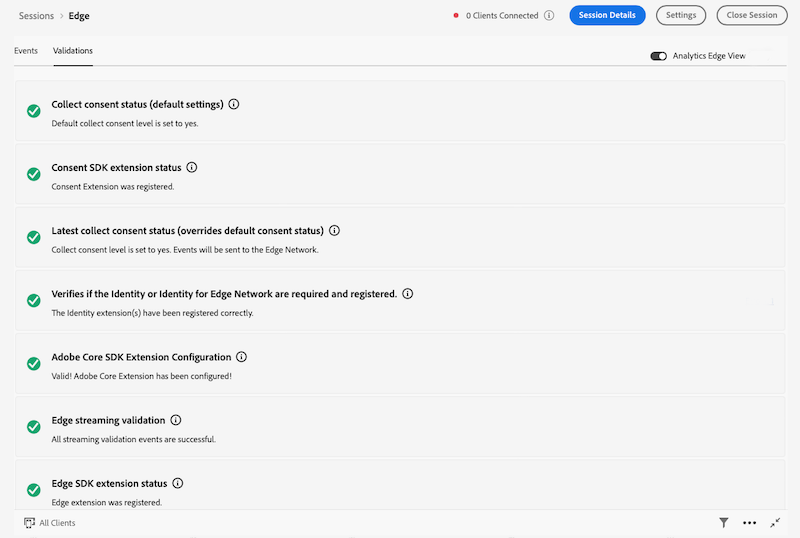 Sessions > Edge
0 Clients Connected
Session Details
Settings
Close Session
Events
Validations
Analytics Edge View
Collect consent status (default settings)
Default collect consent level is set to yes.
Consent SDK extension status
Consent Extension was registered.
Latest collect consent status (overrides default consent status)
Collect consent level is set to yes. Events will be sent to the Edge Network.
Verifies if the Identity or Identity for Edge Network are required and registered.
The Identity extension(s) have been registered correctly.
Adobe Core SDK Extension Configuration
Valid! Adobe Core Extension has been configured!
Edge streaming validation
All streaming validation events are successful.
Edge SDK extension status
Edge extension was registered.
All Clients